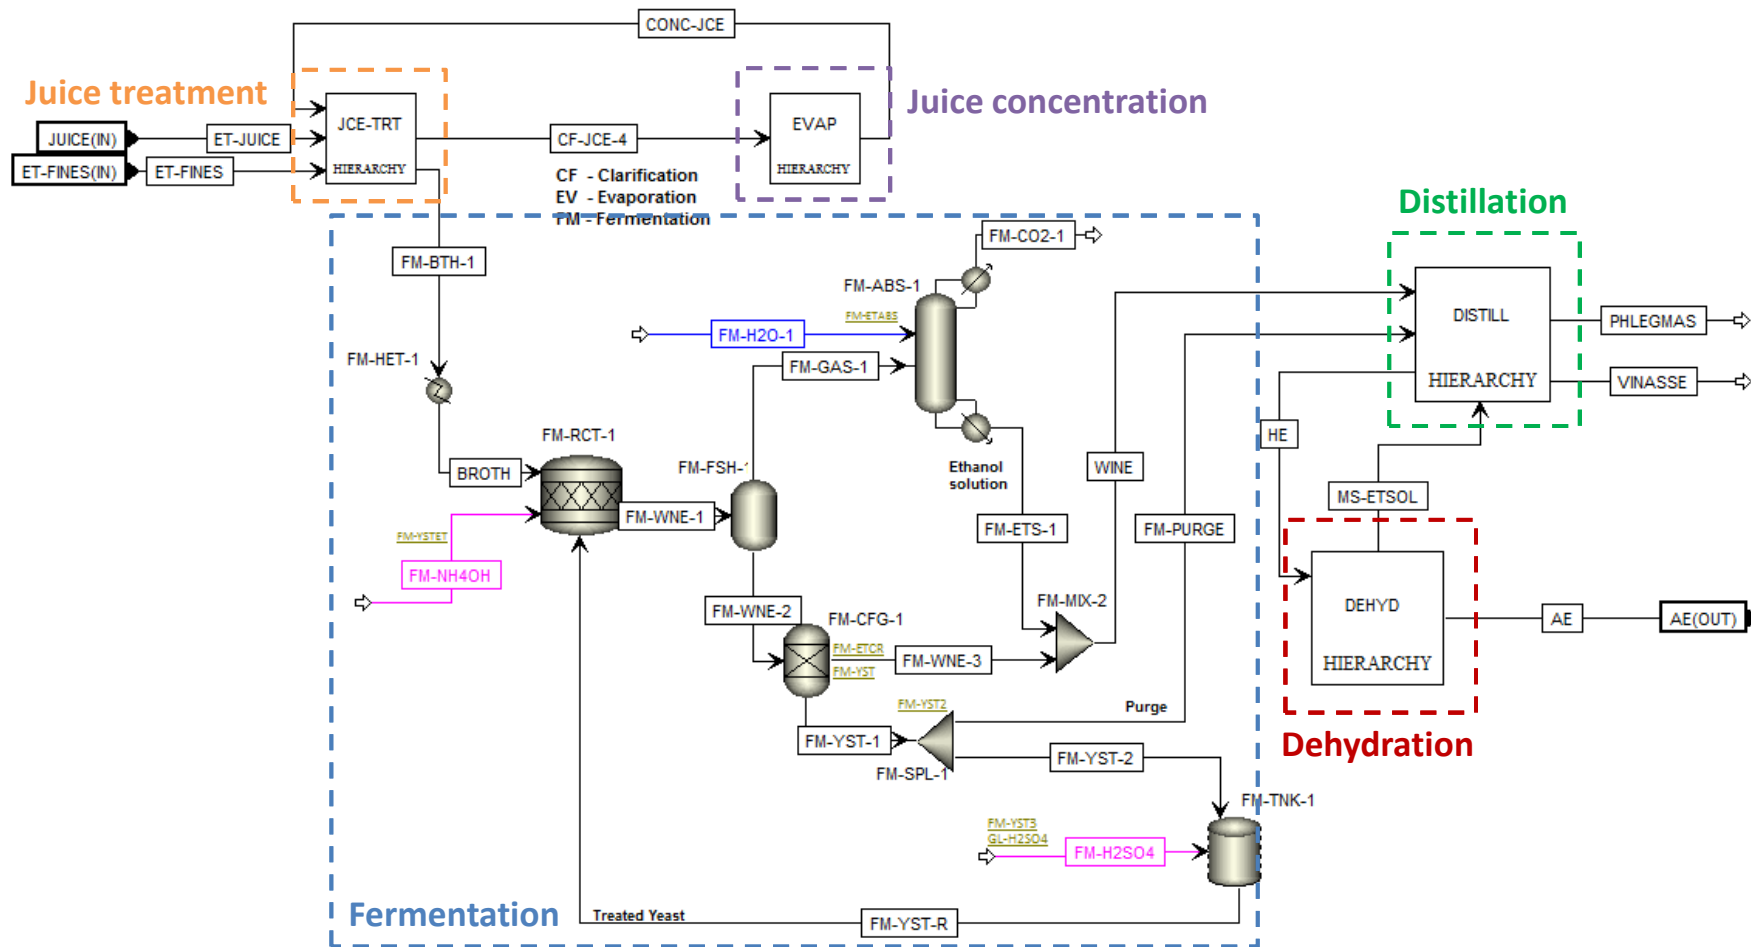 CONC-JCE
Juice treatment
JCE-TRT
HIERARCHY
JUICE(IN)
ET-JUICE
ET-FINES(IN)
ET-FINES
CF-JCE-4
CF - Clarification
EV - Evaporation
FM - Fermentation
EVAP
HIERARCHY
Juice concentration
Distillation
FM-BTH-1
FM-CO2-1
FM-ABS-1
FM-ETABS
FM-H2O-1
FM-GAS-1
FM-HET-1
DISTILL
HIERARCHY
PHLEGMAS
VINASSE
HE
FM-RCT-1
BROTH
FM-FSH-1
FM-WNE-1
Ethanol
solution
WINE
MS-ETSOL
FM-ETS-1
FM-PURGE
FM-YSTET
FM-NH4OH
FM-WNE-2
FM-CFG-1
FM-ETCR
FM-YST
FM-WNE-3
FM-MIX-2
DEHYD
HIERARCHY
AE
AE(OUT)
Dehydration
FM-YST2
Purge
FM-YST-1
FM-SPL-1
FM-YST-2
FM-TNK-1
FM-YST3
GL-H2SO4
FM-H2SO4
Fermentation
Treated Yeast
FM-YST-R